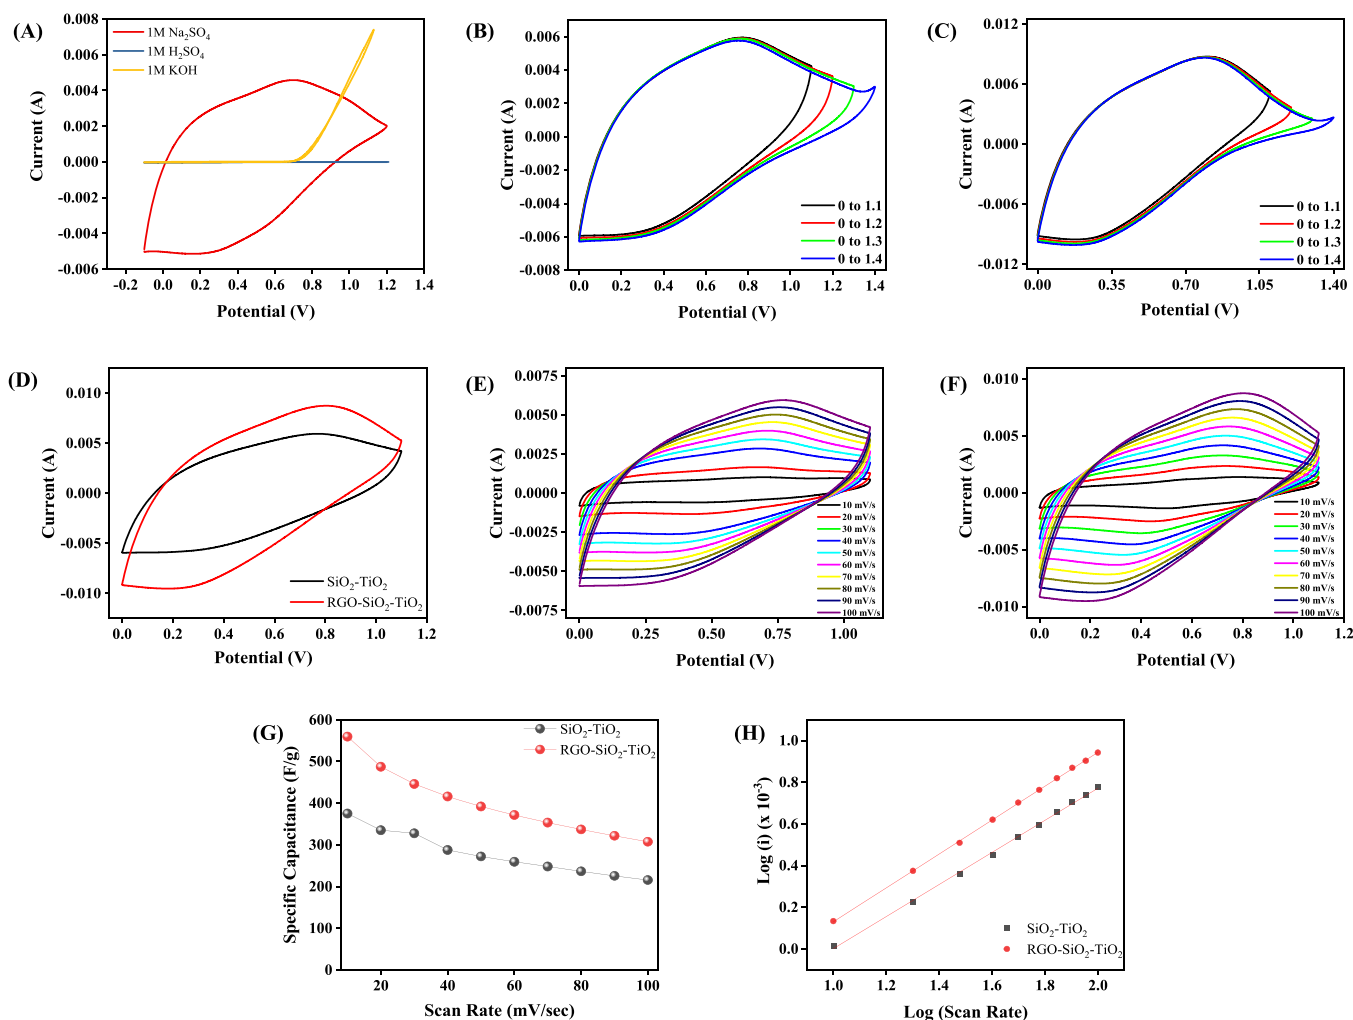 (A)
0.008
0.006
0.004
0.002
0.000
-0.002
-0.004
-0.006
Current (A)
1M Na₂SO₄
1M H₂SO₄
1M KOH
-0.2 0.0 0.2 0.4 0.6 0.8 1.0 1.2 1.4
Potential (V)
(B)
0.006
0.004
0.002
0.000
-0.002
-0.004
-0.006
-0.008
Current (A)
0 to 1.1
0 to 1.2
0 to 1.3
0 to 1.4
0.0 0.2 0.4 0.6 0.8 1.0 1.2 1.4
Potential (V)
(C)
0.012
0.006
0.000
-0.006
-0.012
Current (A)
0 to 1.1
0 to 1.2
0 to 1.3
0 to 1.4
0.00 0.35 0.70 1.05 1.40
Potential (V)
(D)
0.010
0.005
0.000
-0.005
-0.010
Current (A)
SiO₂-TiO₂
RGO-SiO₂-TiO₂
0.0 0.2 0.4 0.6 0.8 1.0 1.2
Potential (V)
(E)
0.0075
0.0050
0.0025
0.0000
-0.0025
-0.0050
-0.0075
Current (A)
10 mV/s
20 mV/s
30 mV/s
40 mV/s
50 mV/s
60 mV/s
70 mV/s
80 mV/s
90 mV/s
100 mV/s
0.00 0.25 0.50 0.75 1.00
Potential (V)
(F)
0.010
0.005
0.000
-0.005
-0.010
Current (A)
10 mV/s
20 mV/s
30 mV/s
40 mV/s
50 mV/s
60 mV/s
70 mV/s
80 mV/s
90 mV/s
100 mV/s
0.0 0.2 0.4 0.6 0.8 1.0 1.2
Potential (V)
(G)
600
500
400
300
200
100
0
Specific Capacitance (F/g)
SiO₂-TiO₂
RGO-SiO₂-TiO₂
20 40 60 80 100
Scan Rate (mV/sec)
(H)
1.0
0.8
0.6
0.4
0.2
0.0
Log (i) (x 10⁻³)
SiO₂-TiO₂
RGO-SiO₂-TiO₂
1.0 1.2 1.4 1.6 1.8 2.0
Log (Scan Rate)